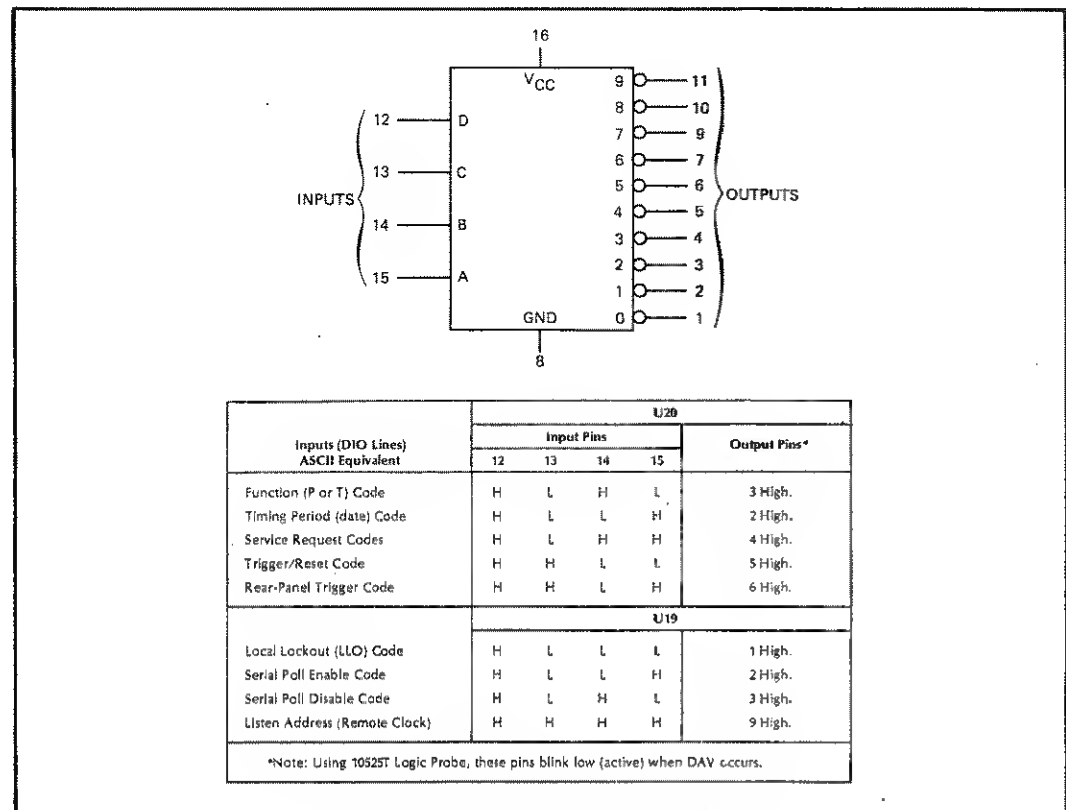 16
VCC
9 11
8 10
12 D 7 9
6 7
13 C 5 6
INPUTS OUTPUTS
4 5
14 B 3 4
2 3
15 A 1 2
GND 0 1
8
U20
Inputs (DIO Lines) ASCII Equivalent Input Pins Output Pins*
12 13 14 15
Function (P or T) Code H L H L 3 High.
Timing Period (date) Code H L L H 2 High.
Service Request Codes H L H H 4 High.
Trigger/Reset Code H H L L 5 High.
Rear-Panel Trigger Code H H L H 6 High.
U19
Local Lockout (LLO) Code H L L L 1 High.
Serial Poll Enable Code H L L H 2 High.
Serial Poll Disable Code H L H L 3 High.
Listen Address (Remote Clock) H H H H 9 High.
*Note: Using 10525T Logic Probe, these pins blink low (active) when DAV occurs.